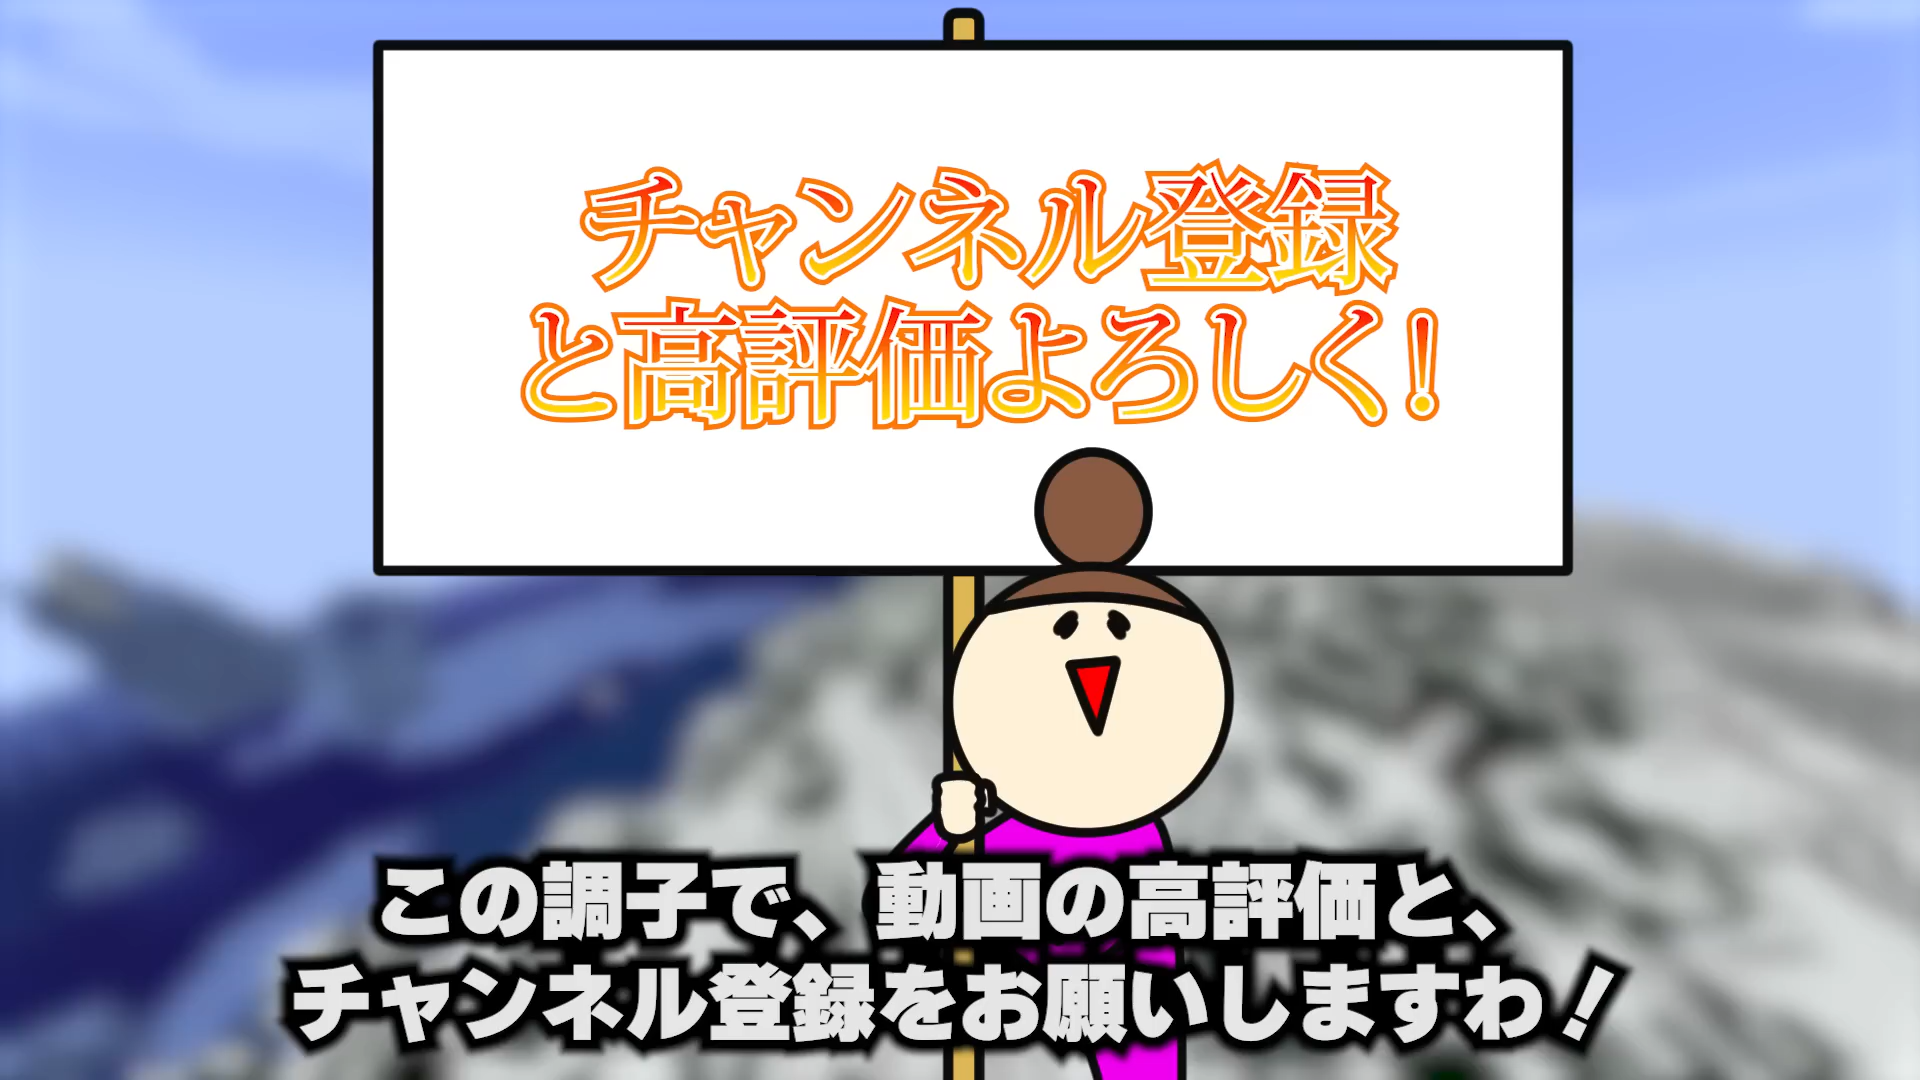 チャンネル登録
と高評価よろしく！
この調子で、動画の高評価と、
チャンネル登録をお願いしますわ！